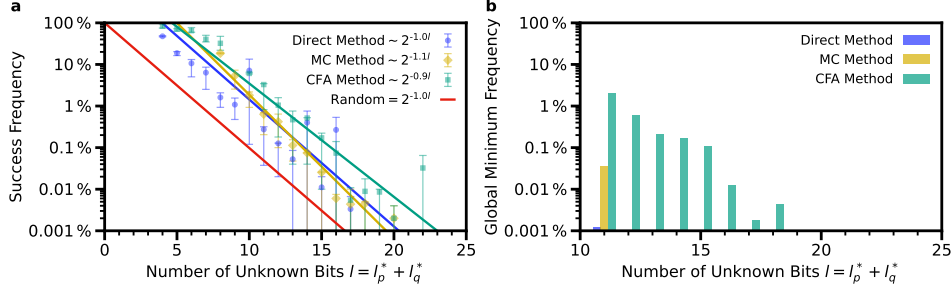 a
Success Frequency
100 %
10 %
1 %
0.1 %
0.01 %
0.001 %
0
5
10
15
20
25
Number of Unknown Bits l = l*p + l*q
Direct Method ~ 2^-1.0l
MC Method ~ 2^-1.1l
CFA Method ~ 2^-0.9l
Random = 2^-1.0l
b
Global Minimum Frequency
100 %
10 %
1 %
0.1 %
0.01 %
0.001 %
10
15
20
25
Number of Unknown Bits l = l*p + l*q
Direct Method
MC Method
CFA Method